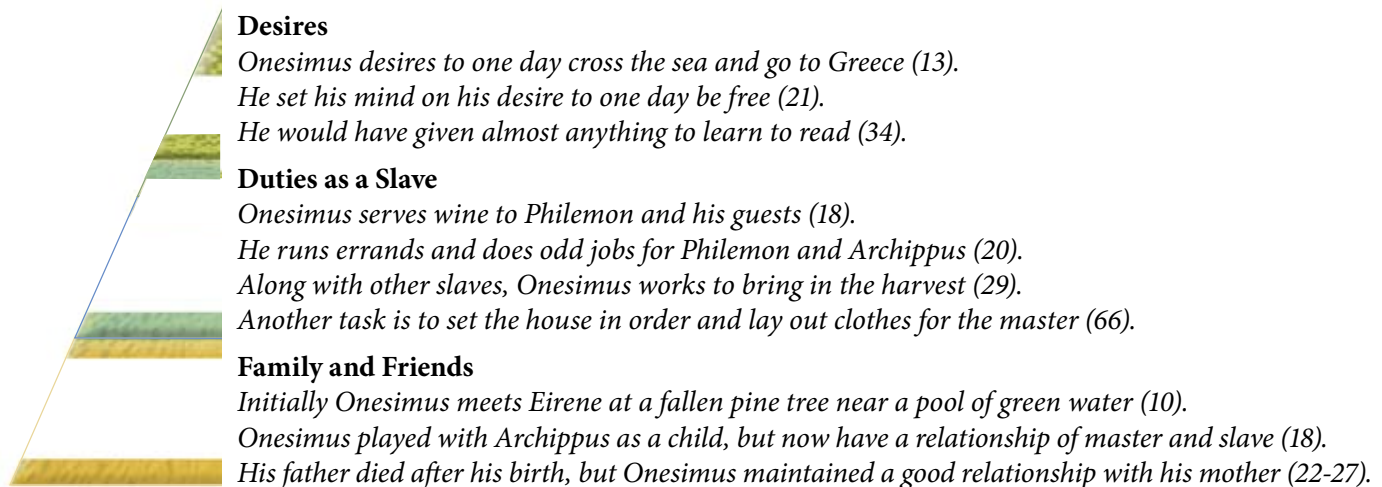 Desires
Onesimus desires to one day cross the sea and go to Greece (13).
He set his mind on his desire to one day be free (21).
He would have given almost anything to learn to read (34).
Duties as a Slave
Onesimus serves wine to Philemon and his guests (18).
He runs errands and does odd jobs for Philemon and Archippus (20).
Along with other slaves, Onesimus works to bring in the harvest (29).
Another task is to set the house in order and lay out clothes for the master (66).
Family and Friends
Initially Onesimus meets Eirene at a fallen pine tree near a pool of green water (10).
Onesimus played with Archippus as a child, but now have a relationship of master and slave (18).
His father died after his birth, but Onesimus maintained a good relationship with his mother (22-27).